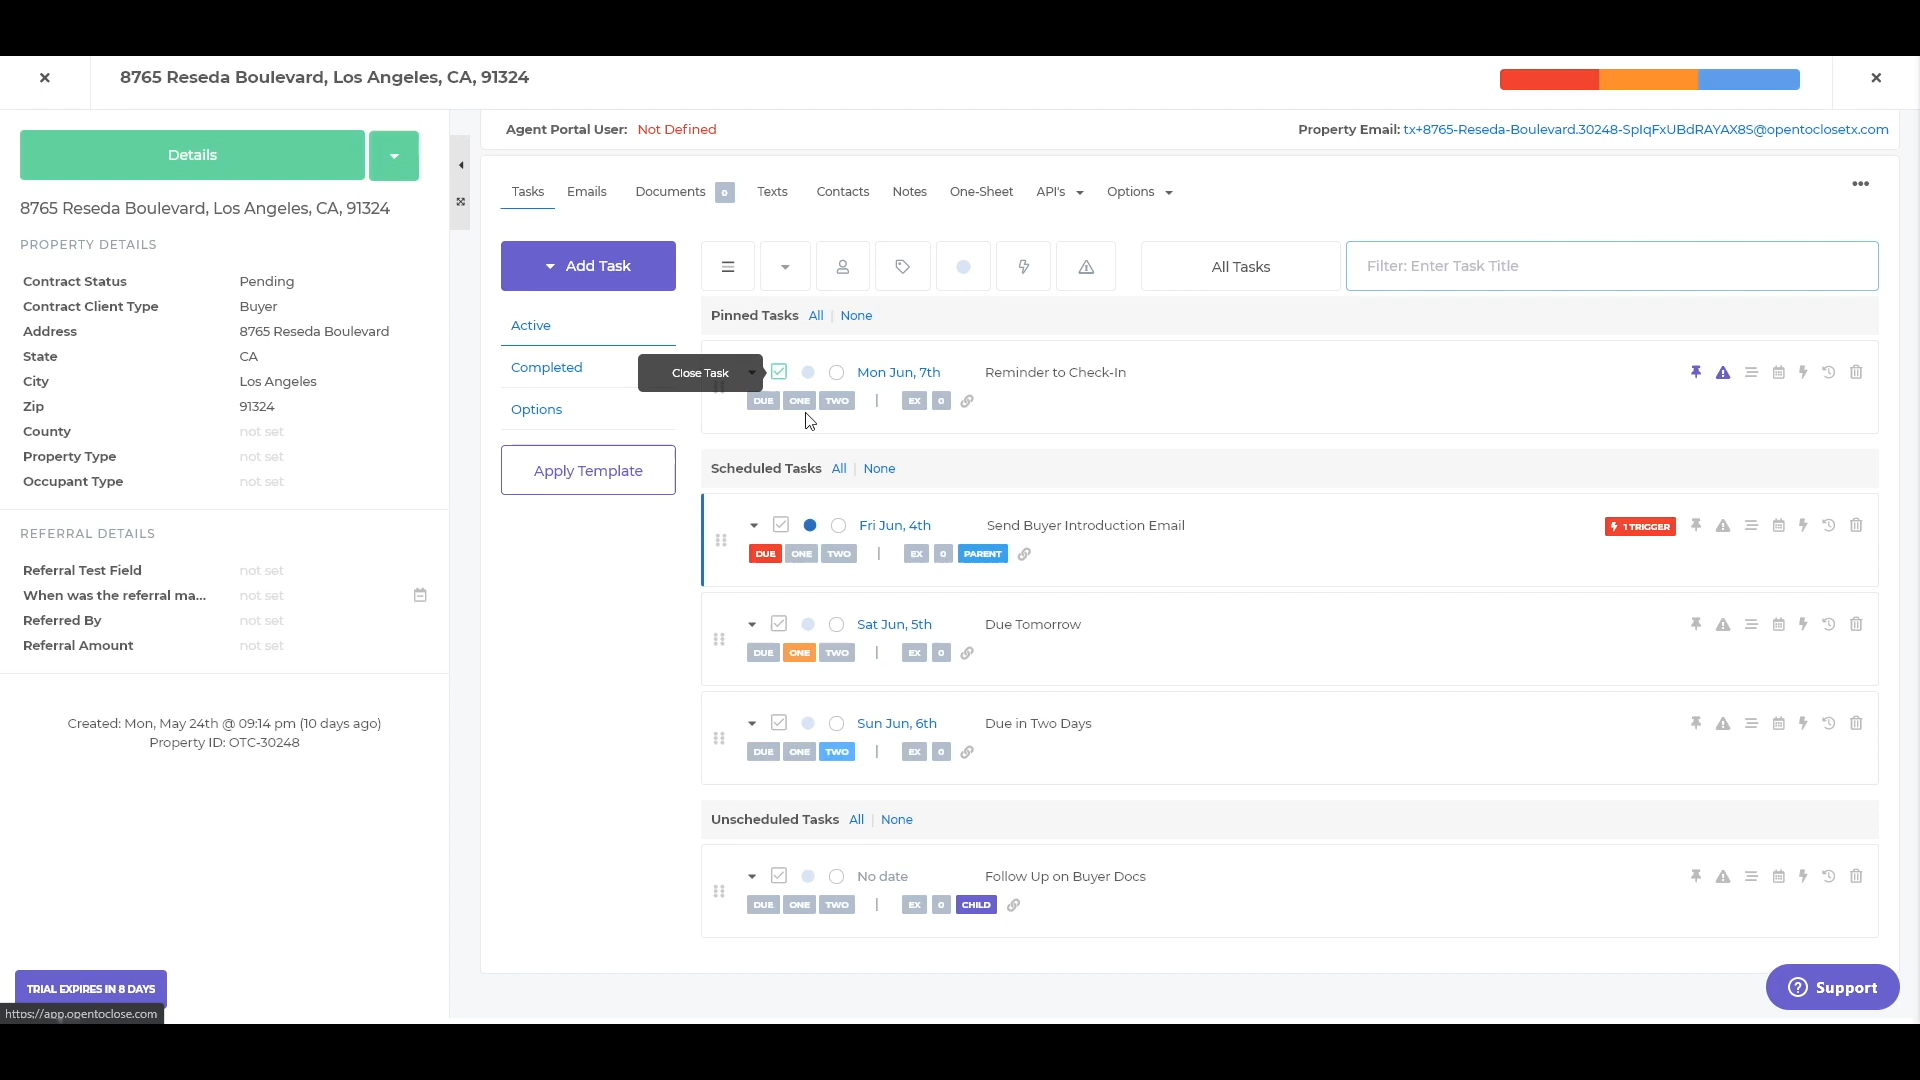 8765 Reseda Boulevard, Los Angeles, CA, 91324
Details
8765 Reseda Boulevard, Los Angeles, CA, 91324
PROPERTY DETAILS
Contract Status Pending
Contract Client Type Buyer
Address 8765 Reseda Boulevard
State CA
City Los Angeles
Zip 91324
County not set
Property Type not set
Occupant Type not set
REFERRAL DETAILS
Referral Test Field not set
When was the referral ma... not set
Referred By not set
Referral Amount not set
Created: Mon, May 24th @ 09:14 pm (10 days ago)
Property ID: OTC-30248
TRIAL EXPIRES IN 8 DAYS
https://app.opentoclose.com
Agent Portal User: Not Defined Property Email: tx+8765-Reseda-Boulevard.30248-SpIqFxUBdRAYAX8S@opentoclosetx.com
Tasks Emails Documents 0 Texts Contacts Notes One-Sheet API's Options
Add Task
All Tasks
Filter: Enter Task Title
Active
Completed
Options
Apply Template
Pinned Tasks All | None
Close Task
Mon Jun, 7th Reminder to Check-In
DUE ONE TWO | EX 0
Scheduled Tasks All | None
Fri Jun, 4th Send Buyer Introduction Email 1 TRIGGER
DUE ONE TWO | EX 0 PARENT
Sat Jun, 5th Due Tomorrow
DUE ONE TWO | EX 0
Sun Jun, 6th Due in Two Days
DUE ONE TWO | EX 0
Unscheduled Tasks All | None
No date Follow Up on Buyer Docs
DUE ONE TWO | EX 0 CHILD
Support